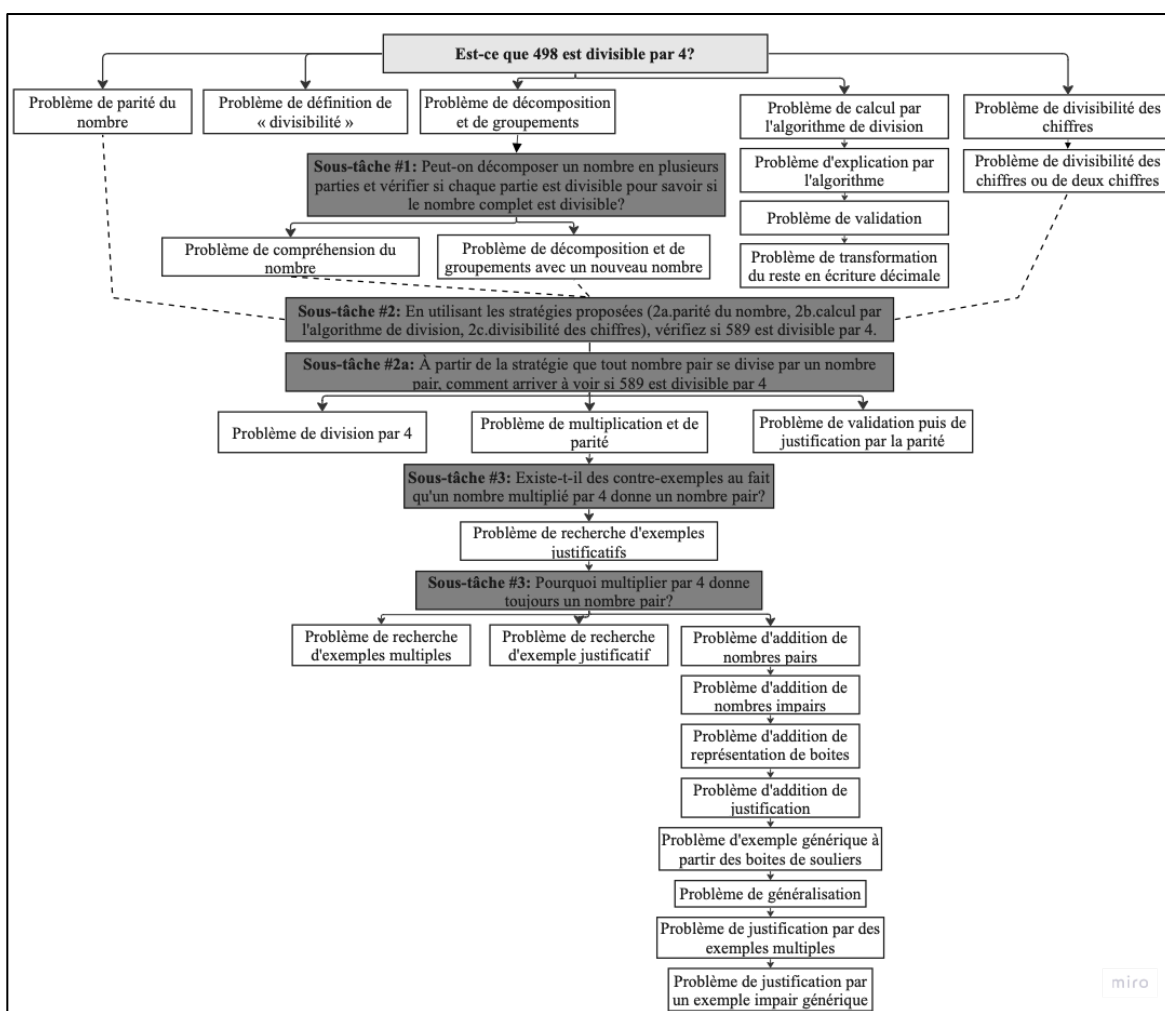 Est-ce que 498 est divisible par 4?
Problème de parité du
nombre
Problème de définition de
« divisibilité »
Problème de décomposition
et de groupements
Problème de calcul par
l'algorithme de division
Problème de divisibilité des
chiffres
Sous-tâche #1: Peut-on décomposer un nombre en plusieurs
parties et vérifier si chaque partie est divisible pour savoir si
le nombre complet est divisible?
Problème d'explication par
l'algorithme
Problème de divisibilité des
chiffres ou de deux chiffres
Problème de validation
Problème de compréhension du
nombre
Problème de décomposition et de
groupements avec un nouveau nombre
Problème de transformation
du reste en écriture décimale
Sous-tâche #2: En utilisant les stratégies proposées (2a.parité du nombre, 2b.calcul par
l'algorithme de division, 2c.divisibilité des chiffres), vérifiez si 589 est divisible par 4.
Sous-tâche #2a: À partir de la stratégie que tout nombre pair se divise par un nombre
pair, comment arriver à voir si 589 est divisible par 4
Problème de division par 4
Problème de multiplication et de
parité
Problème de validation puis de
justification par la parité
Sous-tâche #3: Existe-t-il des contre-exemples au fait
qu'un nombre multiplié par 4 donne un nombre pair?
Problème de recherche d'exemples
justificatifs
Sous-tâche #3: Pourquoi multiplier par 4 donne
toujours un nombre pair?
Problème de recherche
d'exemples multiples
Problème de recherche
d'exemple justificatif
Problème d'addition de
nombres pairs
Problème d'addition de
nombres impairs
Problème d'addition de
représentation de boites
Problème d'addition de
justification
Problème d'exemple générique à
partir des boites de souliers
Problème de généralisation
Problème de justification par des
exemples multiples
Problème de justification par
un exemple impair générique
miro